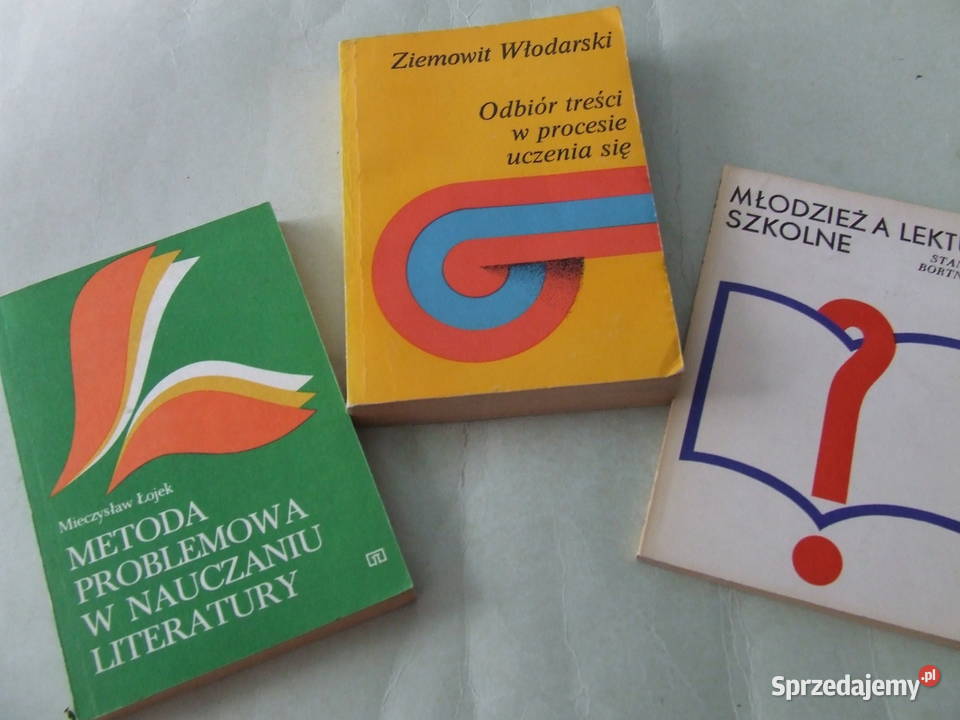 Mieczysław Łojek
METODA
PROBLEMOWA
W NAUCZANIU
LITERATURY
Ziemowit Włodarski
Odbiór treści
w procesie
uczenia się
MŁODZIEŻ A LEKTU
SZKOLNE
STAN
BORTN
Sprzedajemy.pl